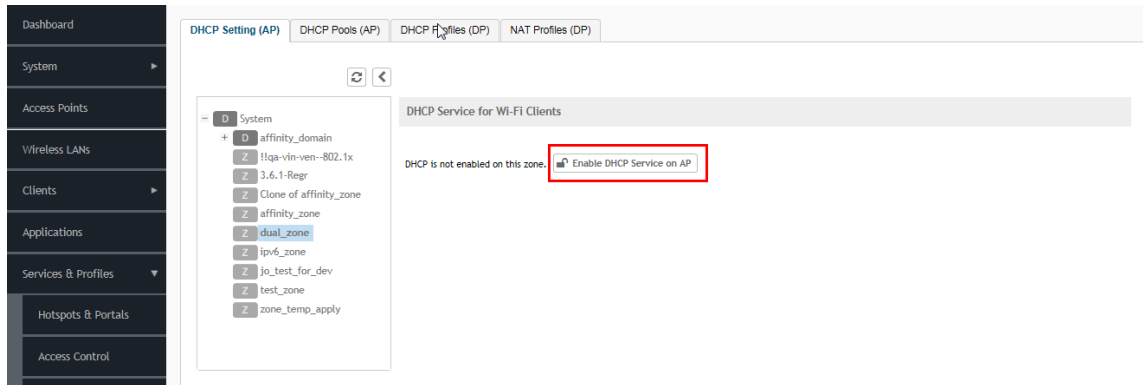 Dashboard
System
Access Points
Wireless LANs
Clients
Applications
Services & Profiles
Hotspots & Portals
Access Control
DHCP Setting (AP)
DHCP Pools (AP)
DHCP Profiles (DP)
NAT Profiles (DP)
D System
D affinity_domain
Z !!qa-vin-ven--802.1x
Z 3.6.1-Regr
Z Clone of affinity_zone
Z affinity_zone
Z dual_zone
Z ipv6_zone
Z jo_test_for_dev
Z test_zone
Z zone_temp_apply
DHCP Service for Wi-Fi Clients
DHCP is not enabled on this zone. Enable DHCP Service on AP